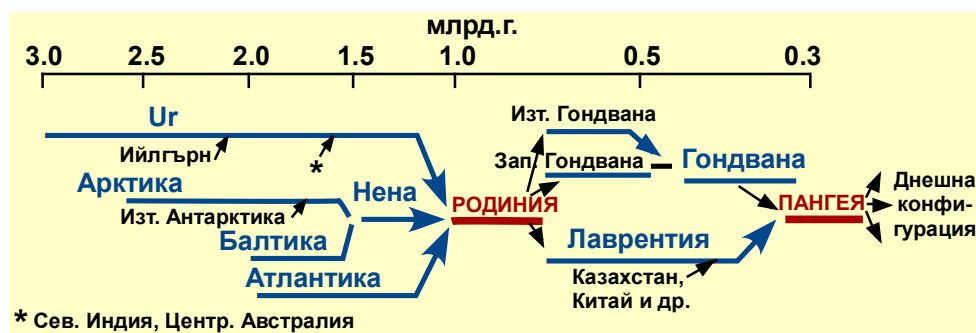 млрд.г.
3.0 2.5 2.0 1.5 1.0 0.5 0.3
Ur
Изт. Гондвана
Ийлгърн
*
Зап. Гондвана
Гондвана
Арктика
Нена
РОДИНИЯ
ПАНГЕЯ
Днешна
конфи-
гурация
Изт. Антарктика
Балтика
Лаврентия
Атлантика
Казахстан,
Китай и др.
* Сев. Индия, Центр. Австралия